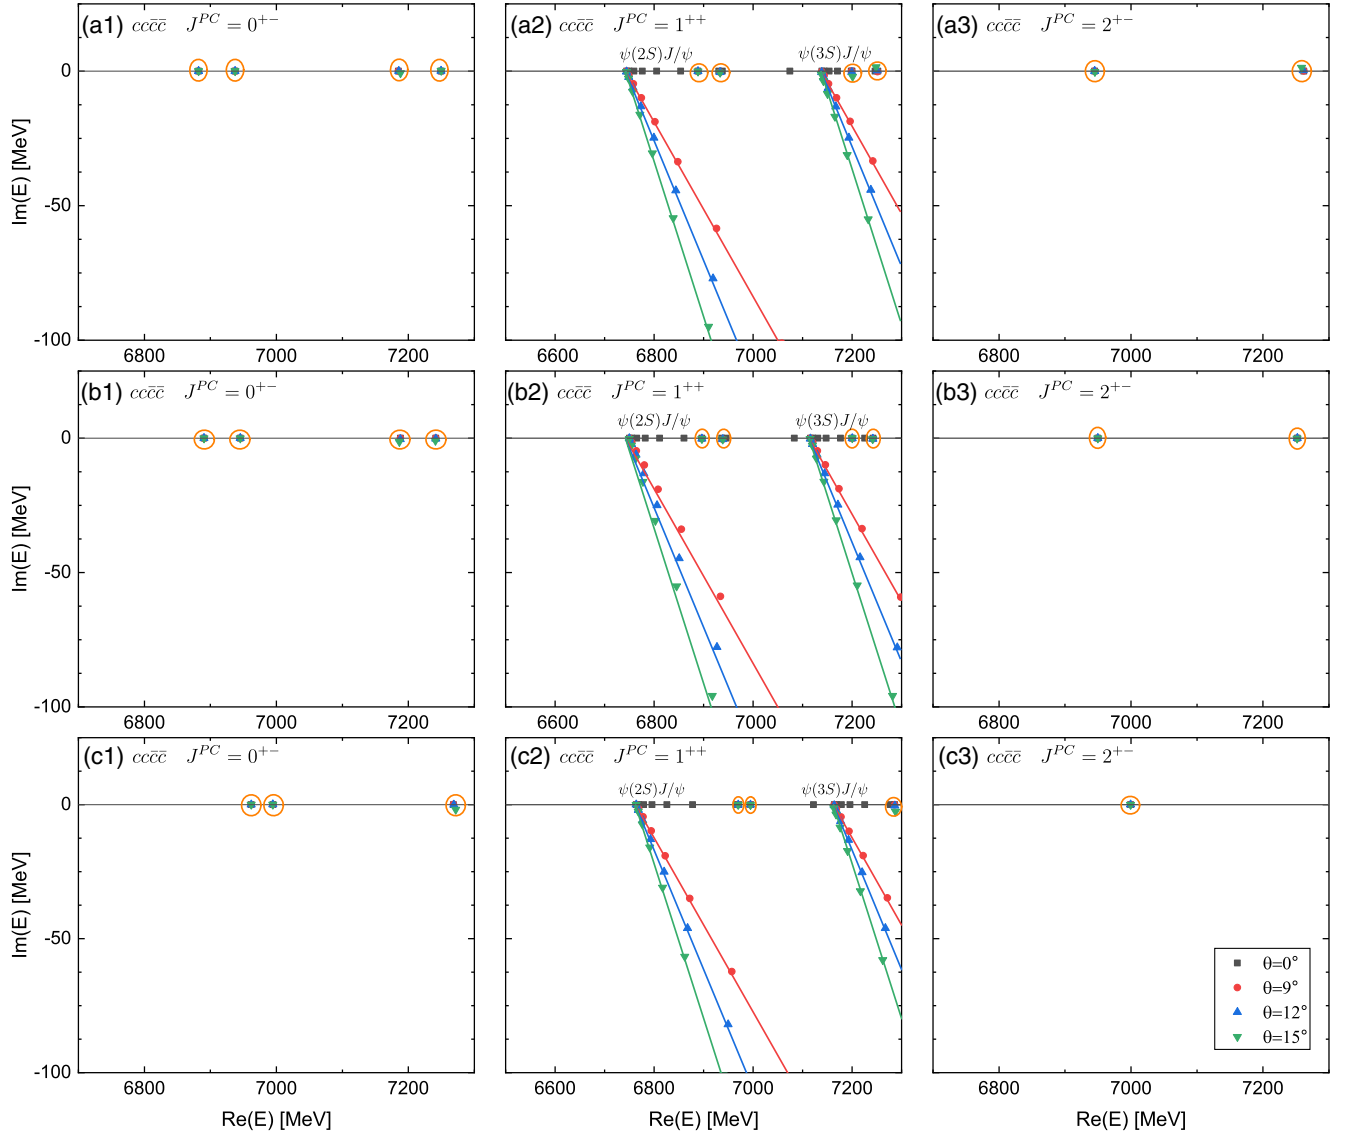 (a1) cc𝑐̄𝑐̄ J^{PC} = 0^{+-}
(a2) cc𝑐̄𝑐̄ J^{PC} = 1^{++}
(a3) cc𝑐̄𝑐̄ J^{PC} = 2^{+-}
ψ(2S)J/ψ ψ(3S)J/ψ
0
-50
-100
Im(E) [MeV]
6800 7000 7200
6600 6800 7000 7200
6800 7000 7200
(b1) cc𝑐̄𝑐̄ J^{PC} = 0^{+-}
(b2) cc𝑐̄𝑐̄ J^{PC} = 1^{++}
(b3) cc𝑐̄𝑐̄ J^{PC} = 2^{+-}
ψ(2S)J/ψ ψ(3S)J/ψ
0
-50
-100
Im(E) [MeV]
6800 7000 7200
6600 6800 7000 7200
6800 7000 7200
(c1) cc𝑐̄𝑐̄ J^{PC} = 0^{+-}
(c2) cc𝑐̄𝑐̄ J^{PC} = 1^{++}
(c3) cc𝑐̄𝑐̄ J^{PC} = 2^{+-}
ψ(2S)J/ψ ψ(3S)J/ψ
0
-50
-100
Im(E) [MeV]
θ=0°
θ=9°
θ=12°
θ=15°
6800 7000 7200
6600 6800 7000 7200
6800 7000 7200
Re(E) [MeV]
Re(E) [MeV]
Re(E) [MeV]